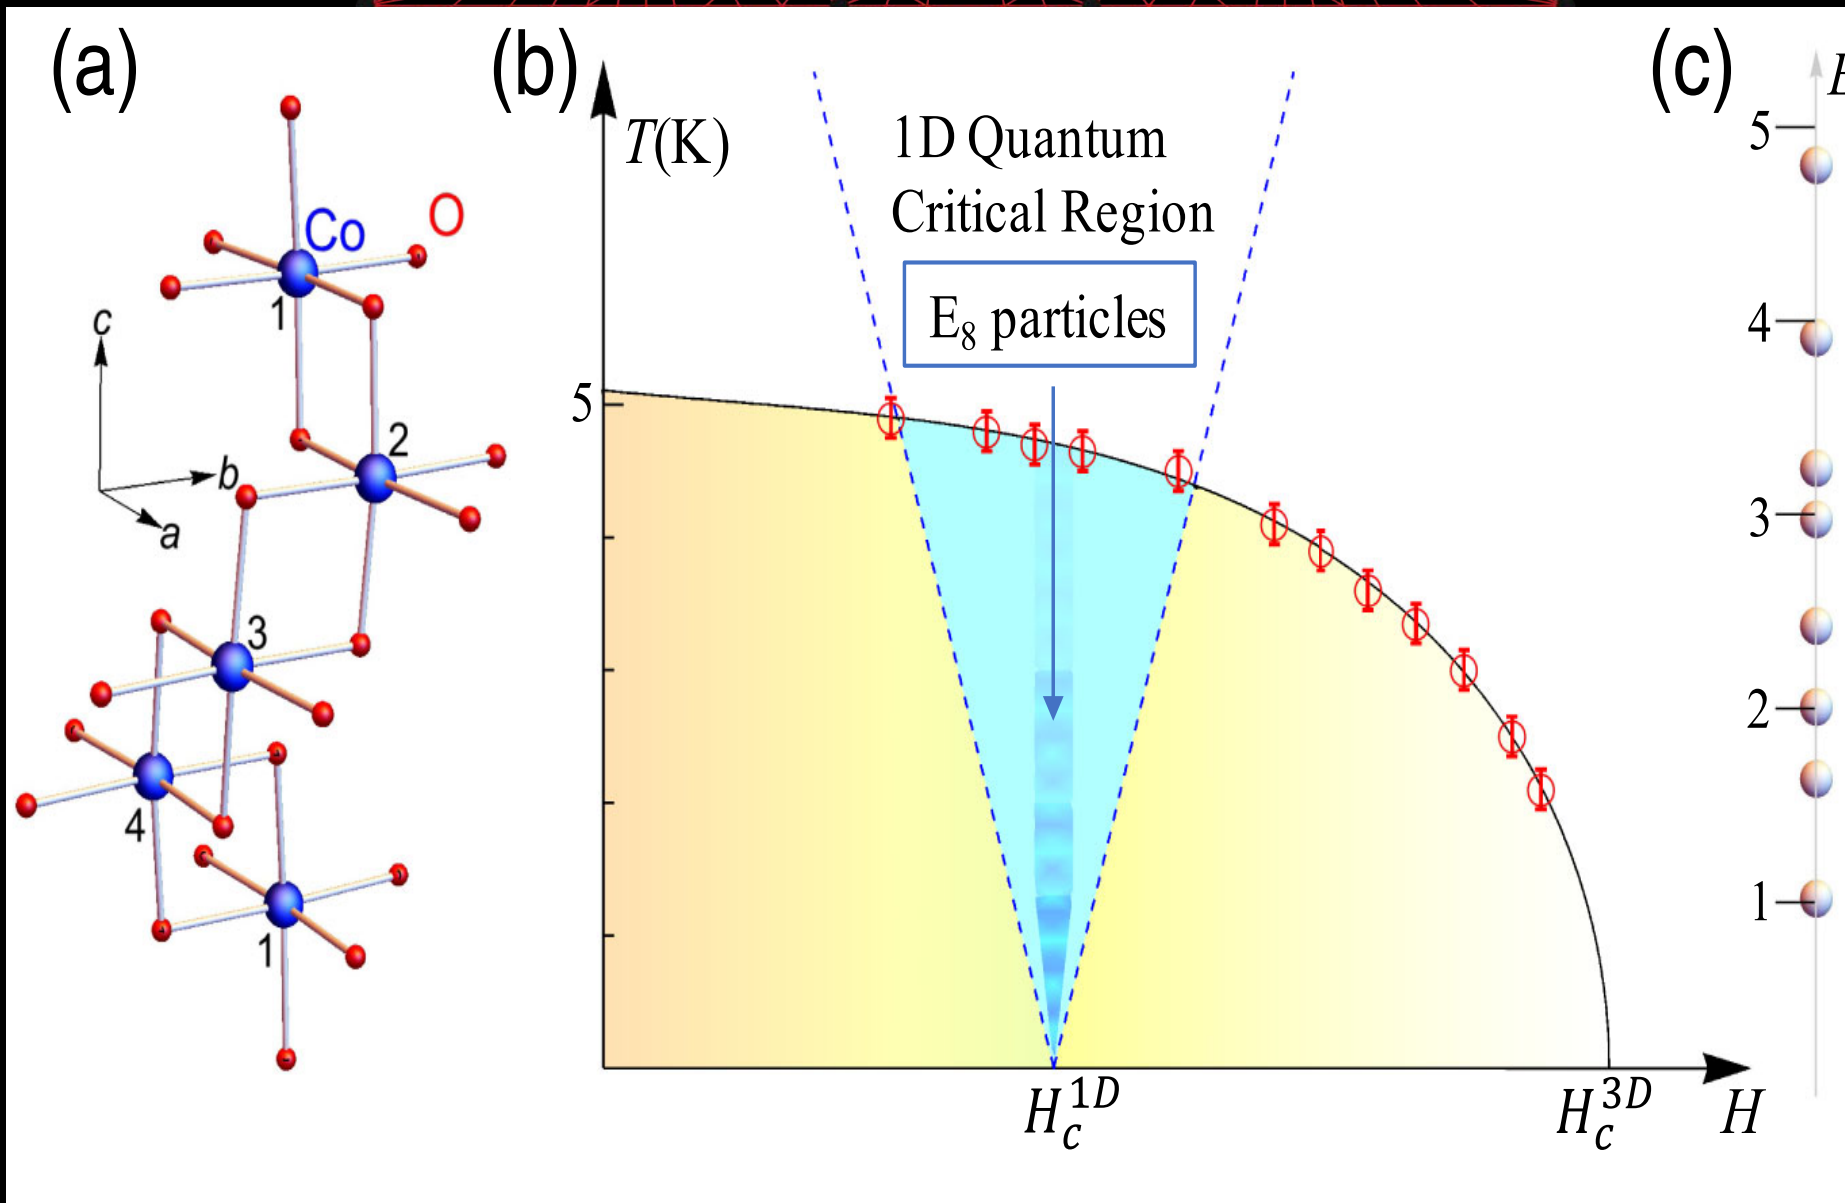 (a)
Co
O
1
c
b
a
2
3
4
1
(b)
T(K)
1D Quantum
Critical Region
E₈ particles
5
H_c^{1D}
H_c^{3D}
H
(c)
5
4
3
2
1